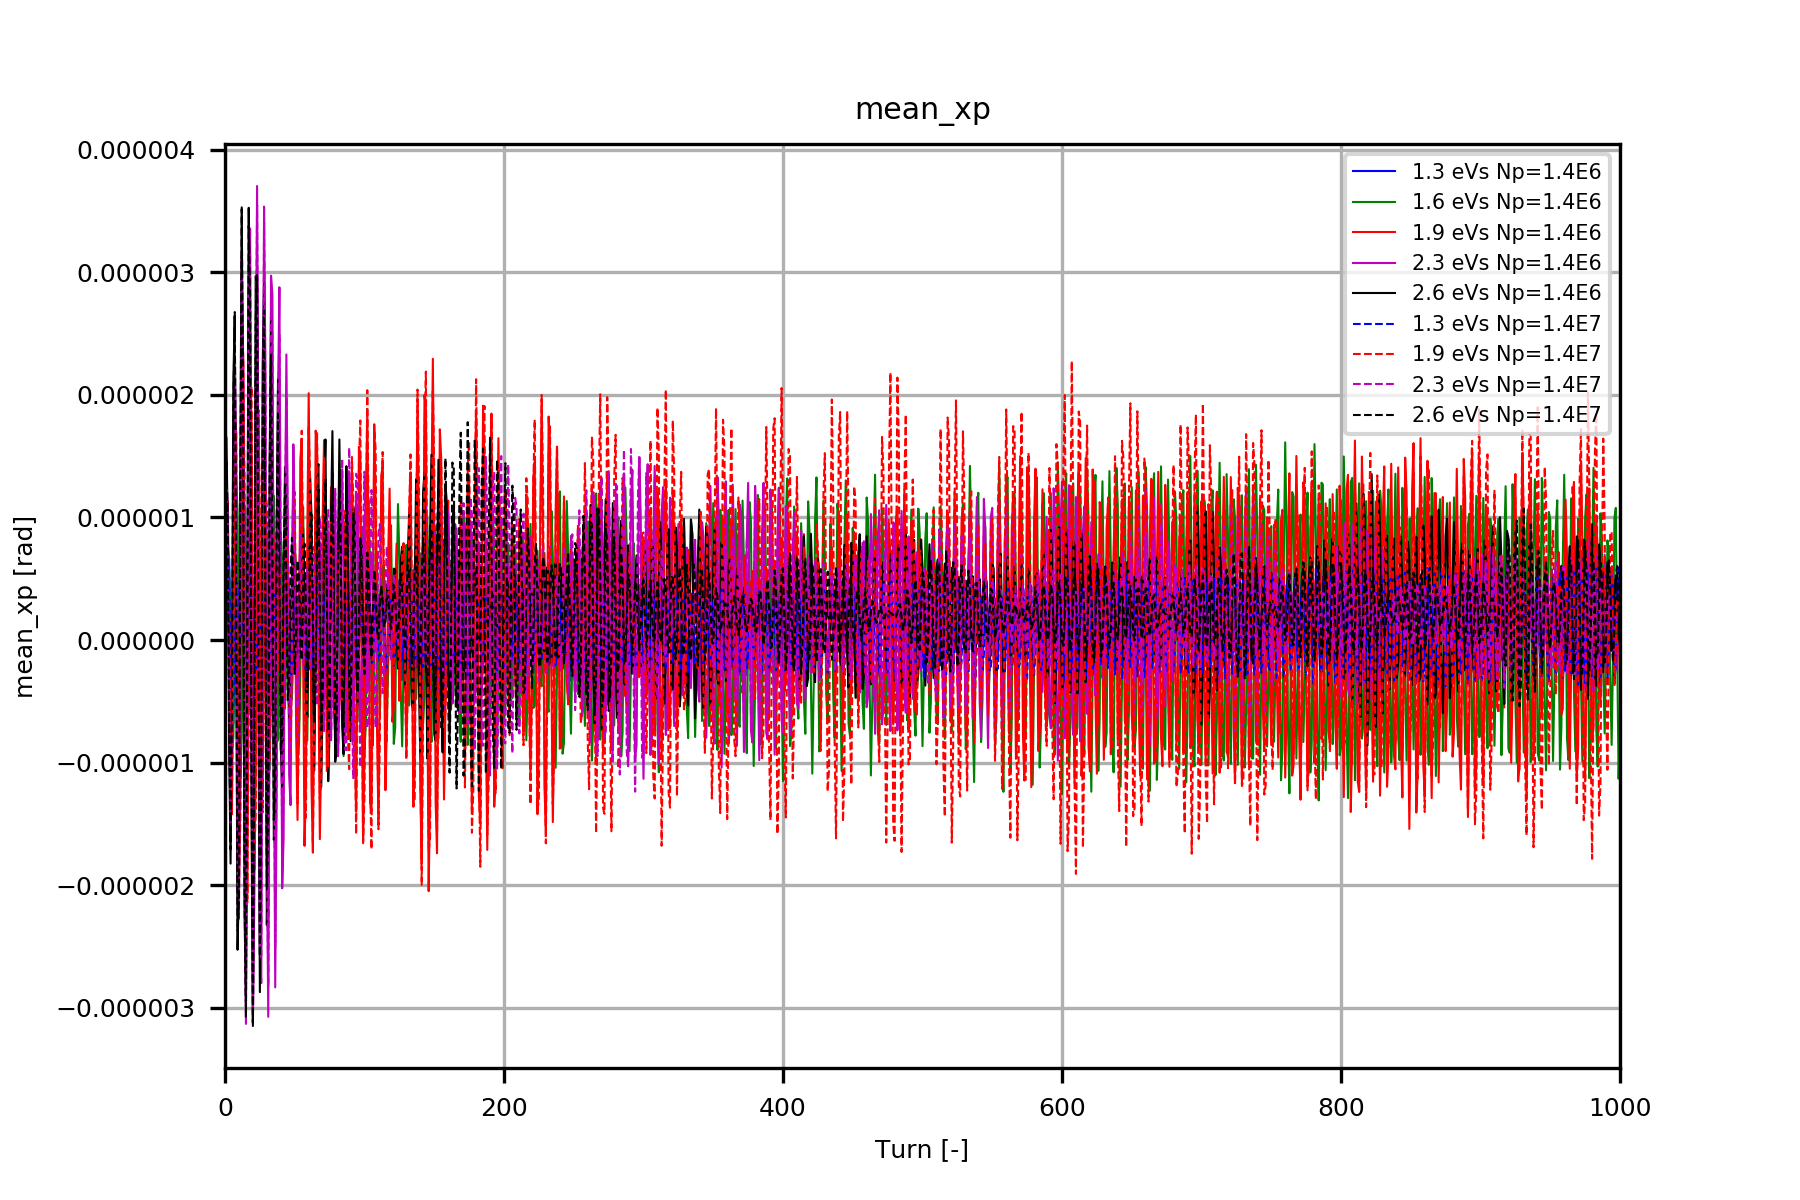 mean_xp
0.000004
0.000003
0.000002
0.000001
0.000000
−0.000001
−0.000002
−0.000003
mean_xp [rad]
1.3 eVs Np=1.4E6
1.6 eVs Np=1.4E6
1.9 eVs Np=1.4E6
2.3 eVs Np=1.4E6
2.6 eVs Np=1.4E6
1.3 eVs Np=1.4E7
1.9 eVs Np=1.4E7
2.3 eVs Np=1.4E7
2.6 eVs Np=1.4E7
0 200 400 600 800 1000
Turn [-]